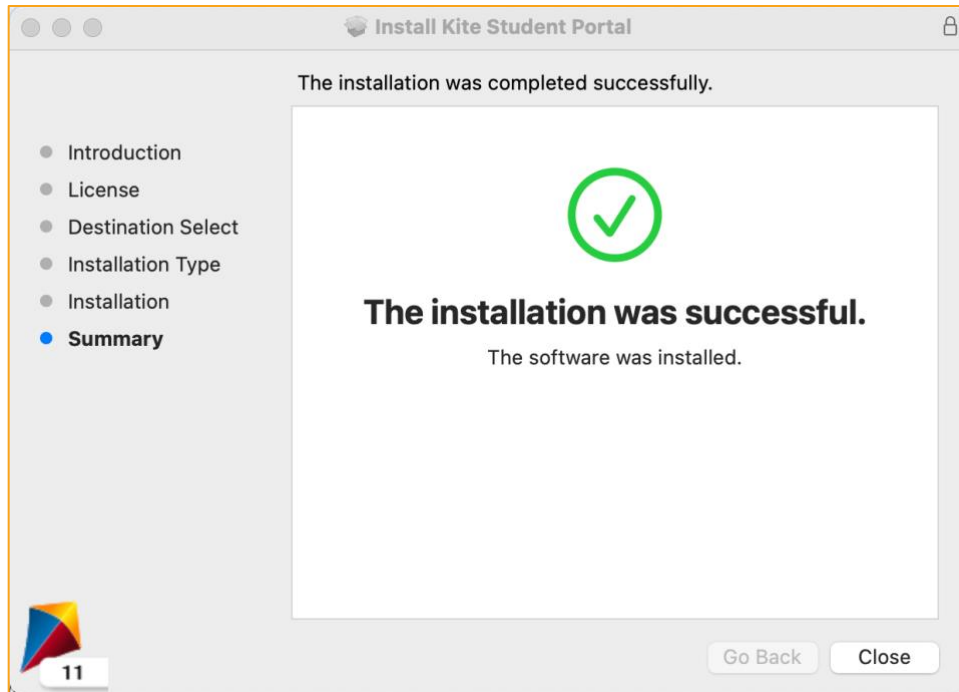 Install Kite Student Portal
The installation was completed successfully.
Introduction
License
Destination Select
Installation Type
Installation
Summary
The installation was successful.
The software was installed.
11
Go Back
Close